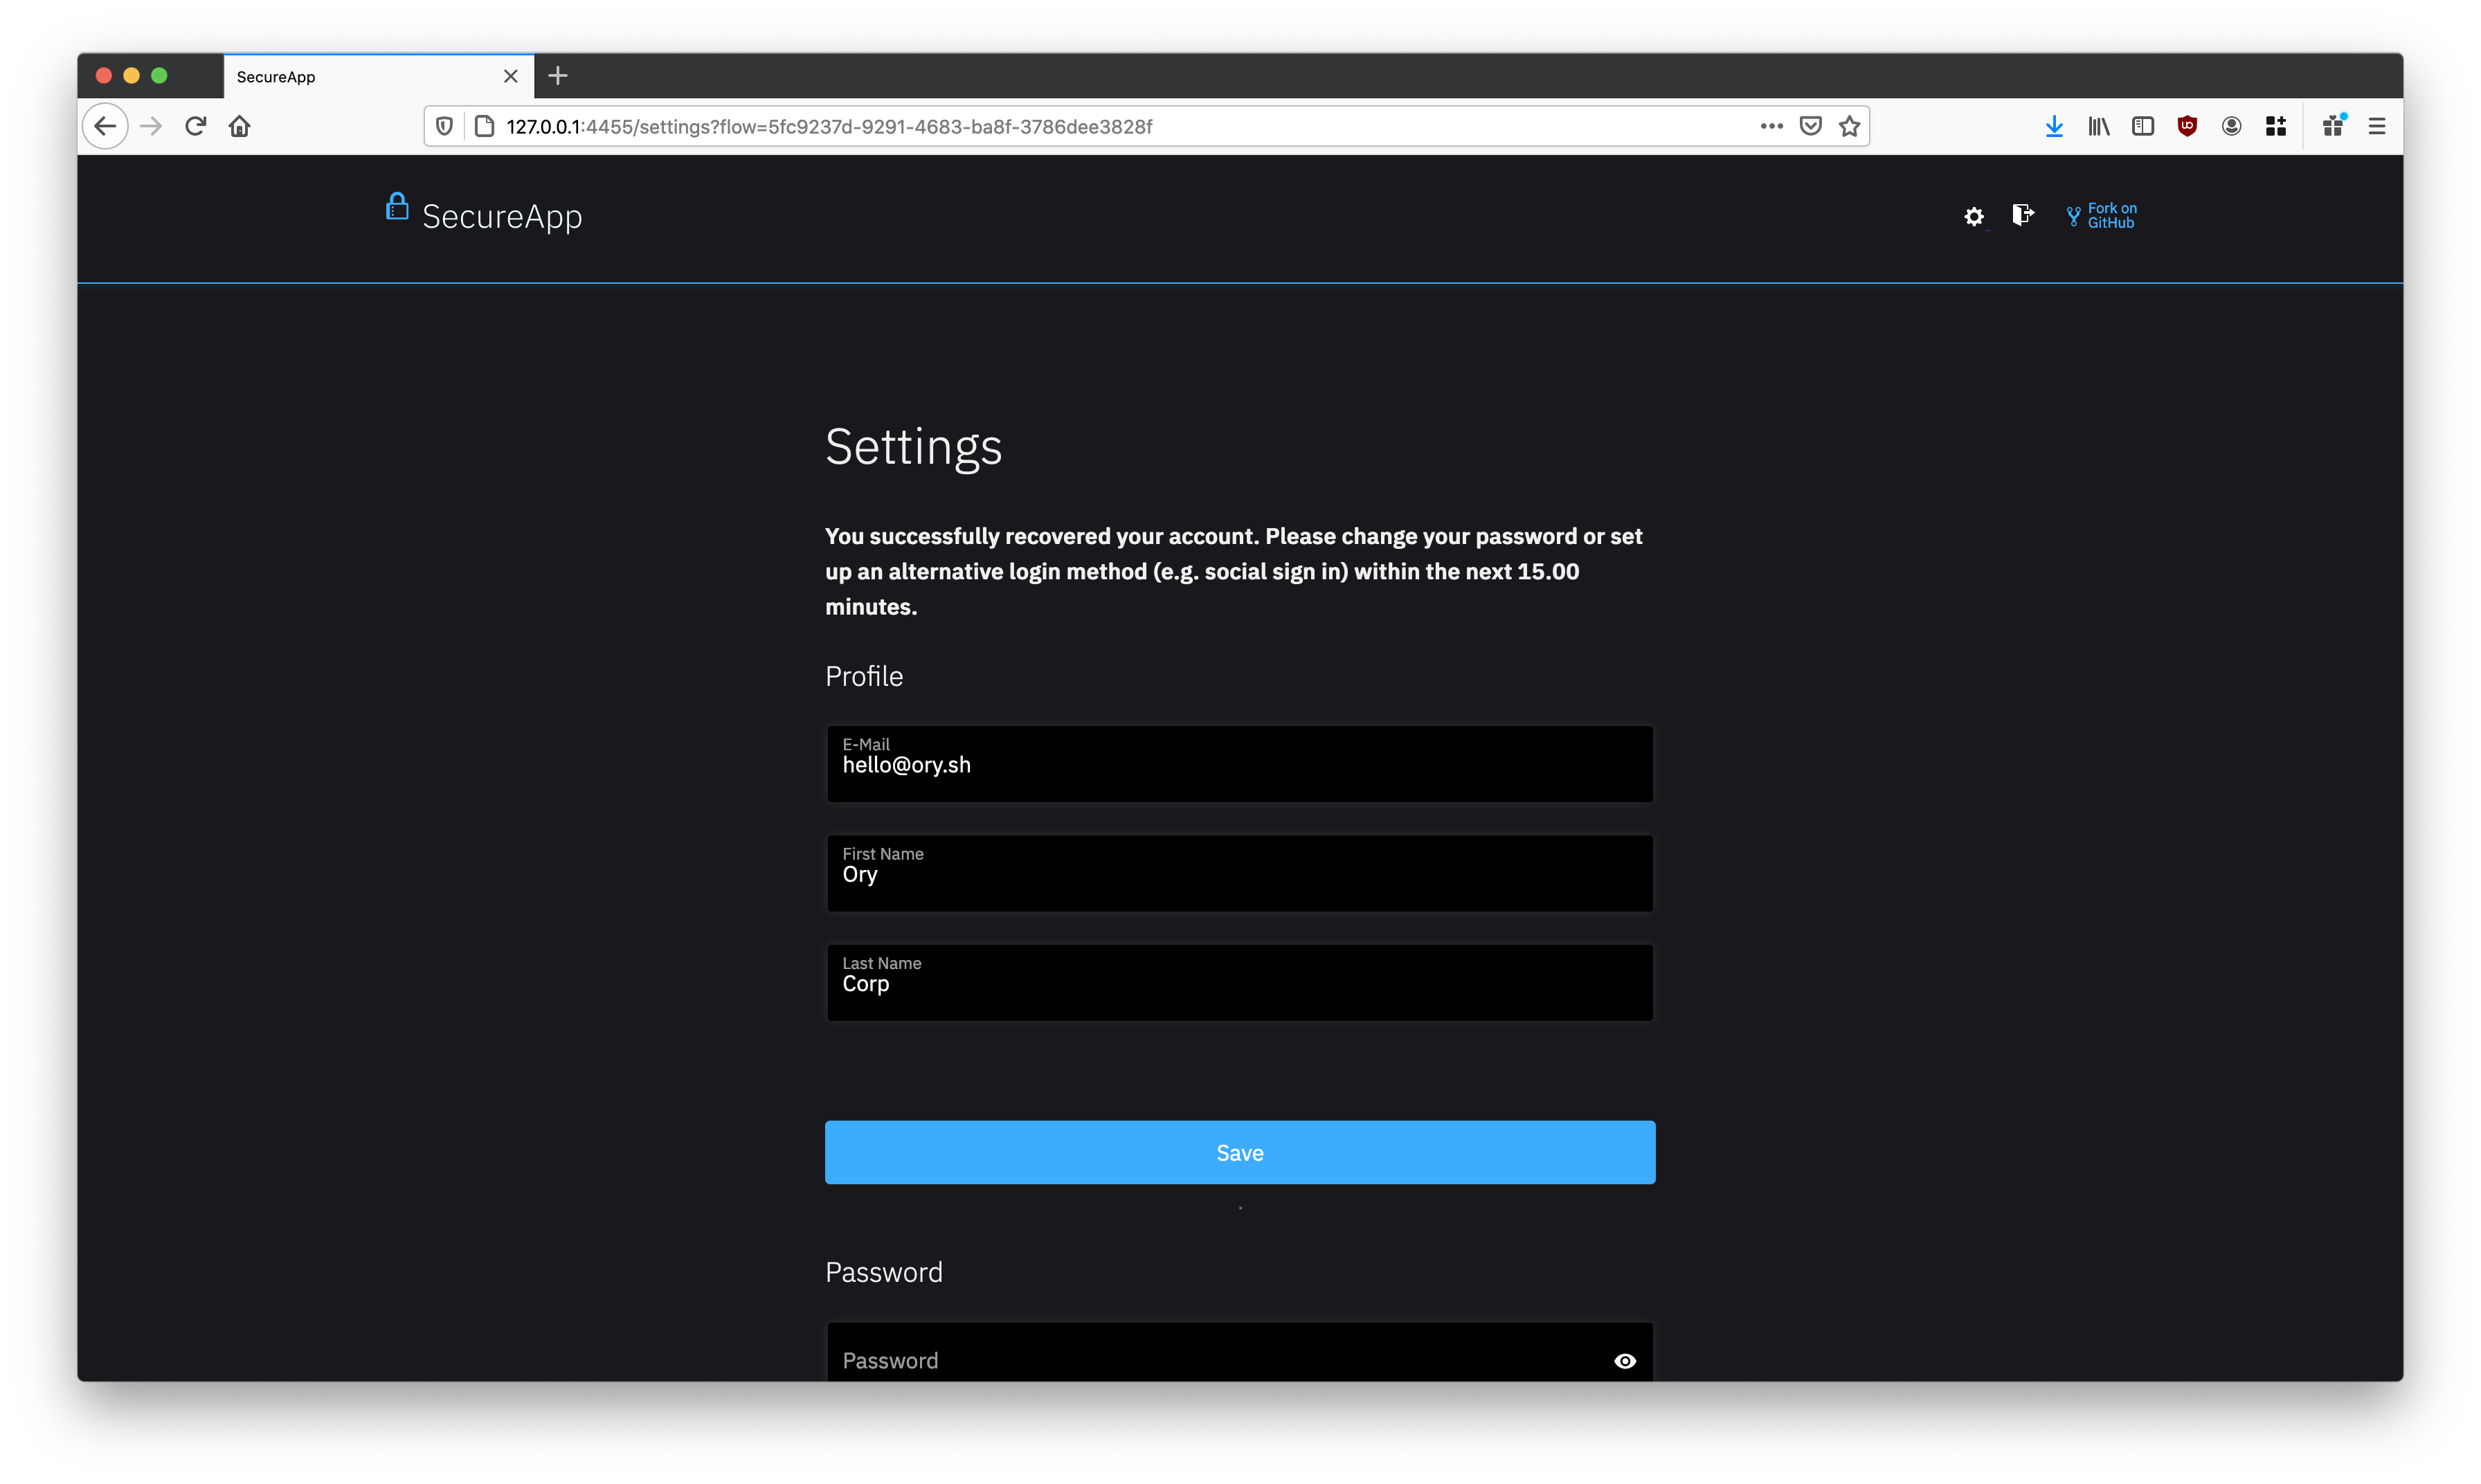 SecureApp
127.0.0.1:4455/settings?flow=5fc9237d-9291-4683-ba8f-3786dee3828f
SecureApp
Fork on
GitHub
Settings
You successfully recovered your account. Please change your password or set
up an alternative login method (e.g. social sign in) within the next 15.00
minutes.
Profile
E-Mail
hello@ory.sh
First Name
Ory
Last Name
Corp
Save
Password
Password